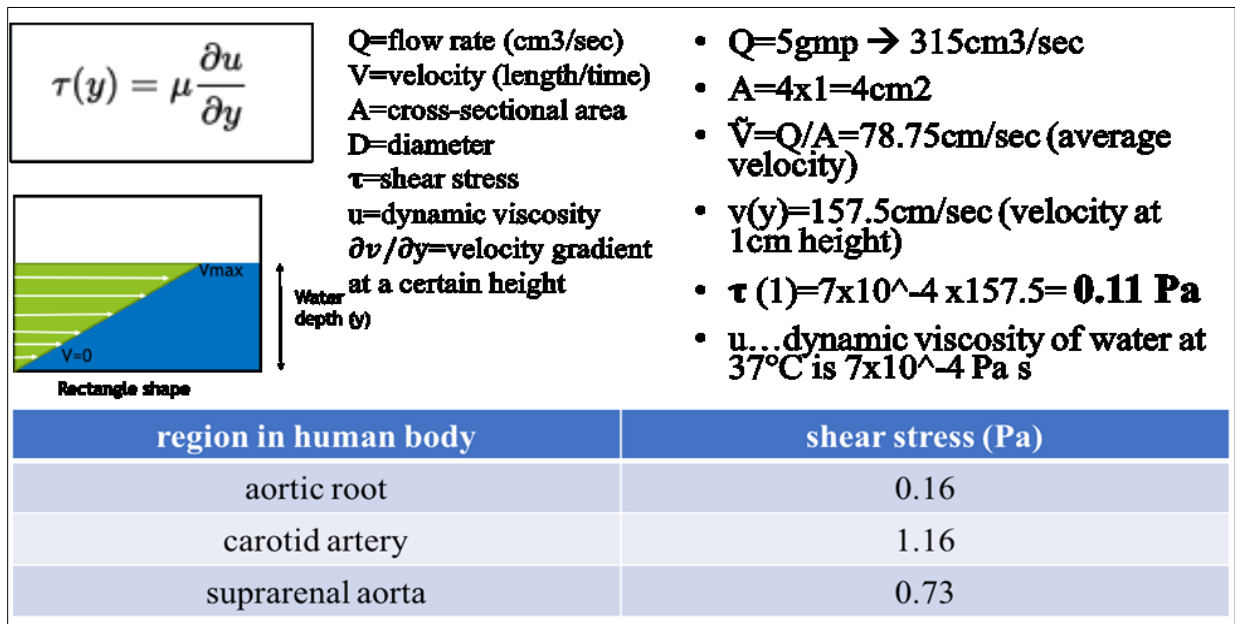 τ(y) = μ ∂u/∂y
Q=flow rate (cm3/sec)
V=velocity (length/time)
A=cross-sectional area
D=diameter
τ=shear stress
u=dynamic viscosity
∂v/∂y=velocity gradient
at a certain height
Vmax
V=0
Water
depth (y)
Rectangle shape
• Q=5gmp → 315cm3/sec
• A=4x1=4cm2
• Ṽ=Q/A=78.75cm/sec (average
velocity)
• v(y)=157.5cm/sec (velocity at
1cm height)
• τ (1)=7x10^-4 x157.5= 0.11 Pa
• u...dynamic viscosity of water at
37°C is 7x10^-4 Pa s
region in human body shear stress (Pa)
aortic root 0.16
carotid artery 1.16
suprarenal aorta 0.73